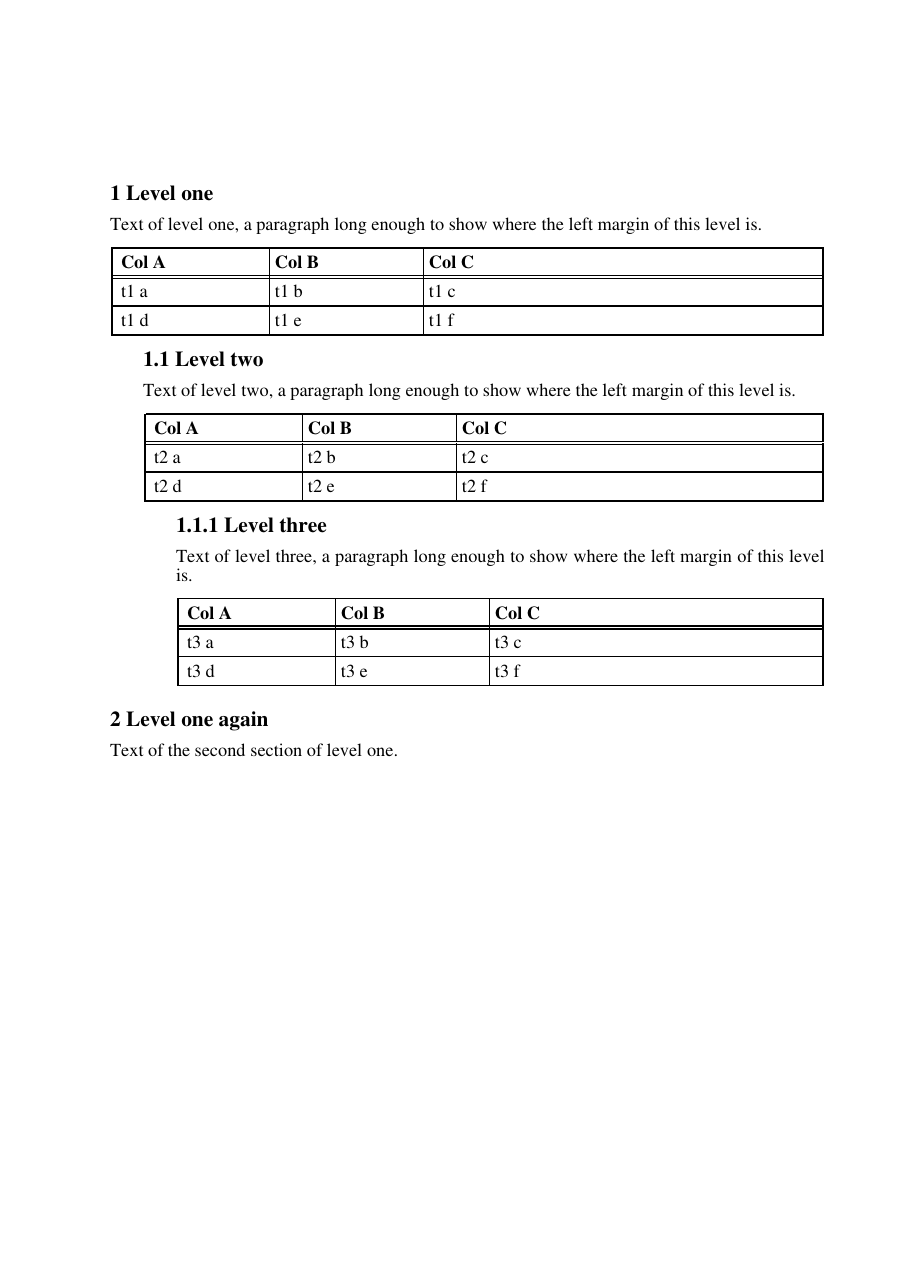 1 Level one
Text of level one, a paragraph long enough to show where the left margin of this level is.
Col A Col B Col C
t1 a t1 b t1 c
t1 d t1 e t1 f
1.1 Level two
Text of level two, a paragraph long enough to show where the left margin of this level is.
Col A Col B Col C
t2 a t2 b t2 c
t2 d t2 e t2 f
1.1.1 Level three
Text of level three, a paragraph long enough to show where the left margin of this level
is.
Col A Col B Col C
t3 a t3 b t3 c
t3 d t3 e t3 f
2 Level one again
Text of the second section of level one.